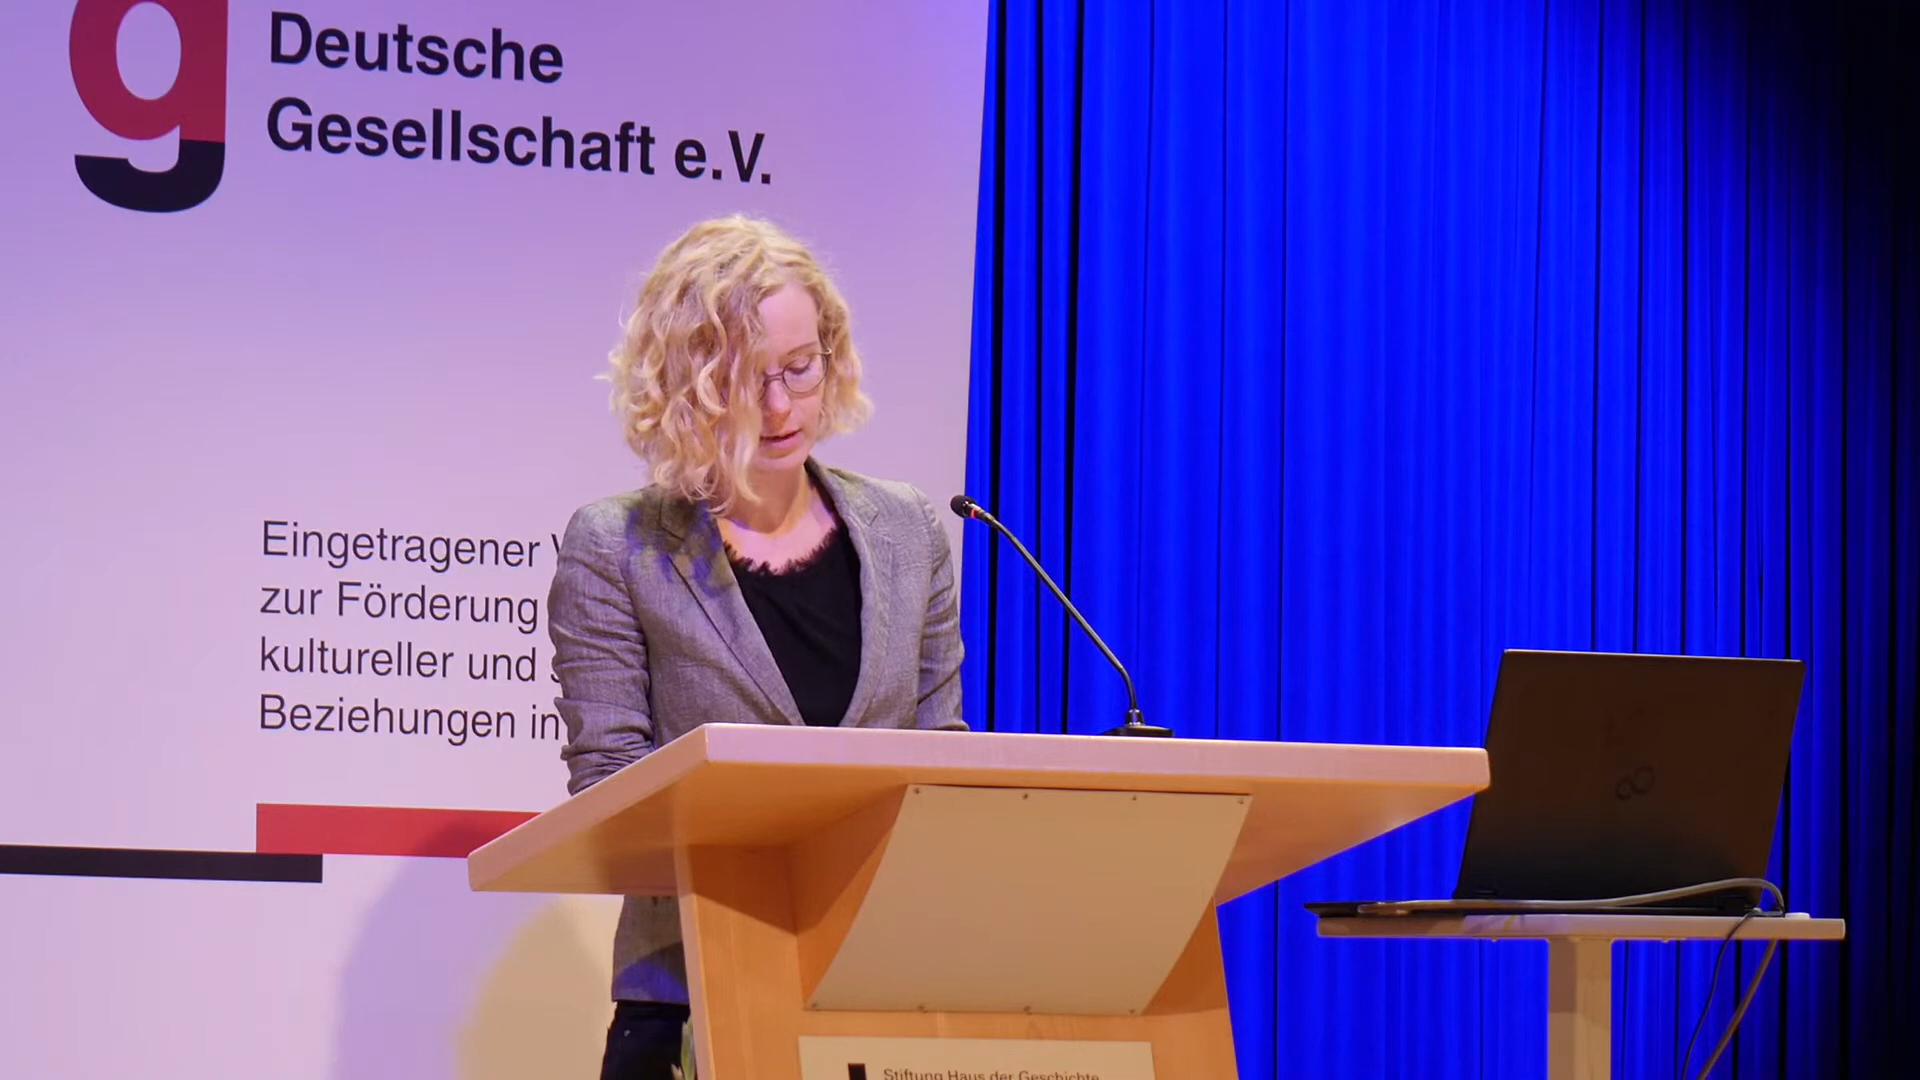 g
Deutsche
Gesellschaft e.V.
Eingetragener
zur Förderung
kultureller und
Beziehungen in
Stiftung Haus der Geschichte